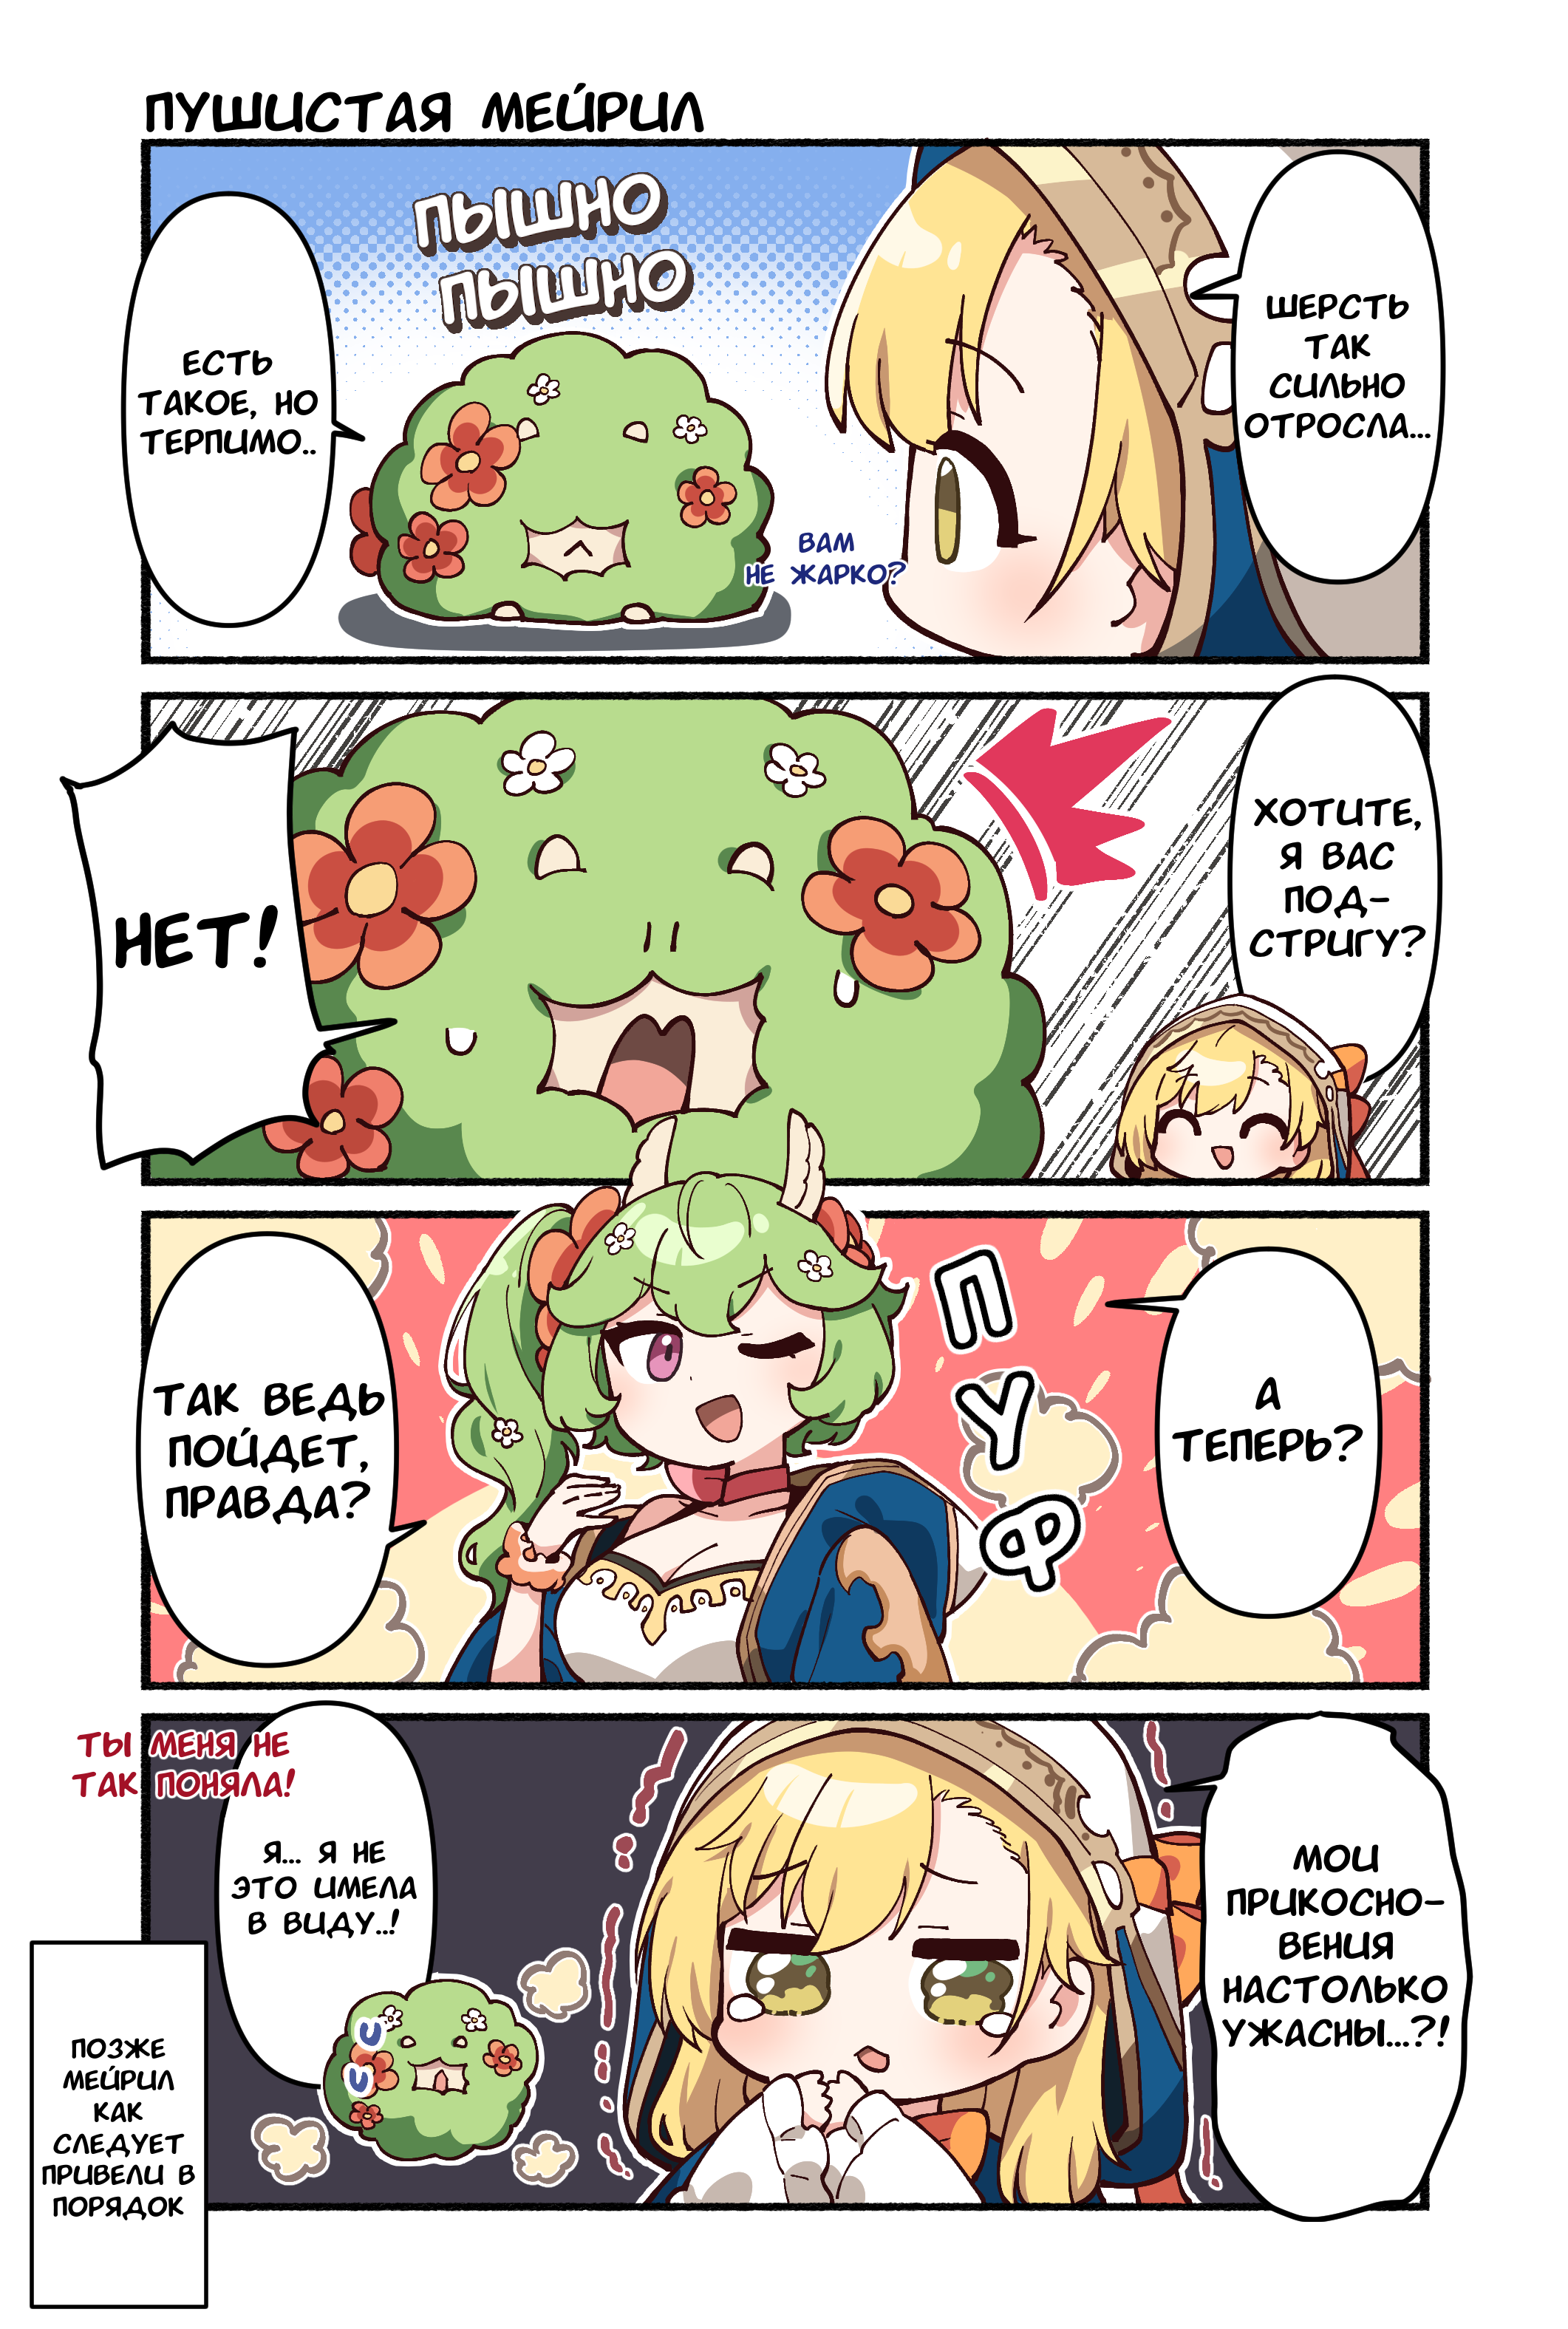 ПУШИСТАЯ МЕЙРИЛ
ШЕРСТЬ
ТАК
СИЛЬНО
ОТРОСЛА...
ВАМ
НЕ ЖАРКО?
ПЫШНО
ПЫШНО
ЕСТЬ
ТАКОЕ, НО
ТЕРПИМО..
ХОТИТЕ,
Я ВАС
ПОД-
СТРИГУ?
НЕТ!
А
ТЕПЕРЬ?
П
У
Ф
ТАК ВЕДЬ
ПОЙДЕТ,
ПРАВДА?
МОИ
ПРИКОСНО-
ВЕНИЯ
НАСТОЛЬКО
УЖАСНЫ...?!
Я... Я НЕ
ЭТО ИМЕЛА
В ВИДУ..!
ТЫ МЕНЯ НЕ
ТАК ПОНЯЛА!
ПОЗЖЕ
МЕЙРИЛ
КАК
СЛЕДУЕТ
ПРИВЕЛИ В
ПОРЯДОК